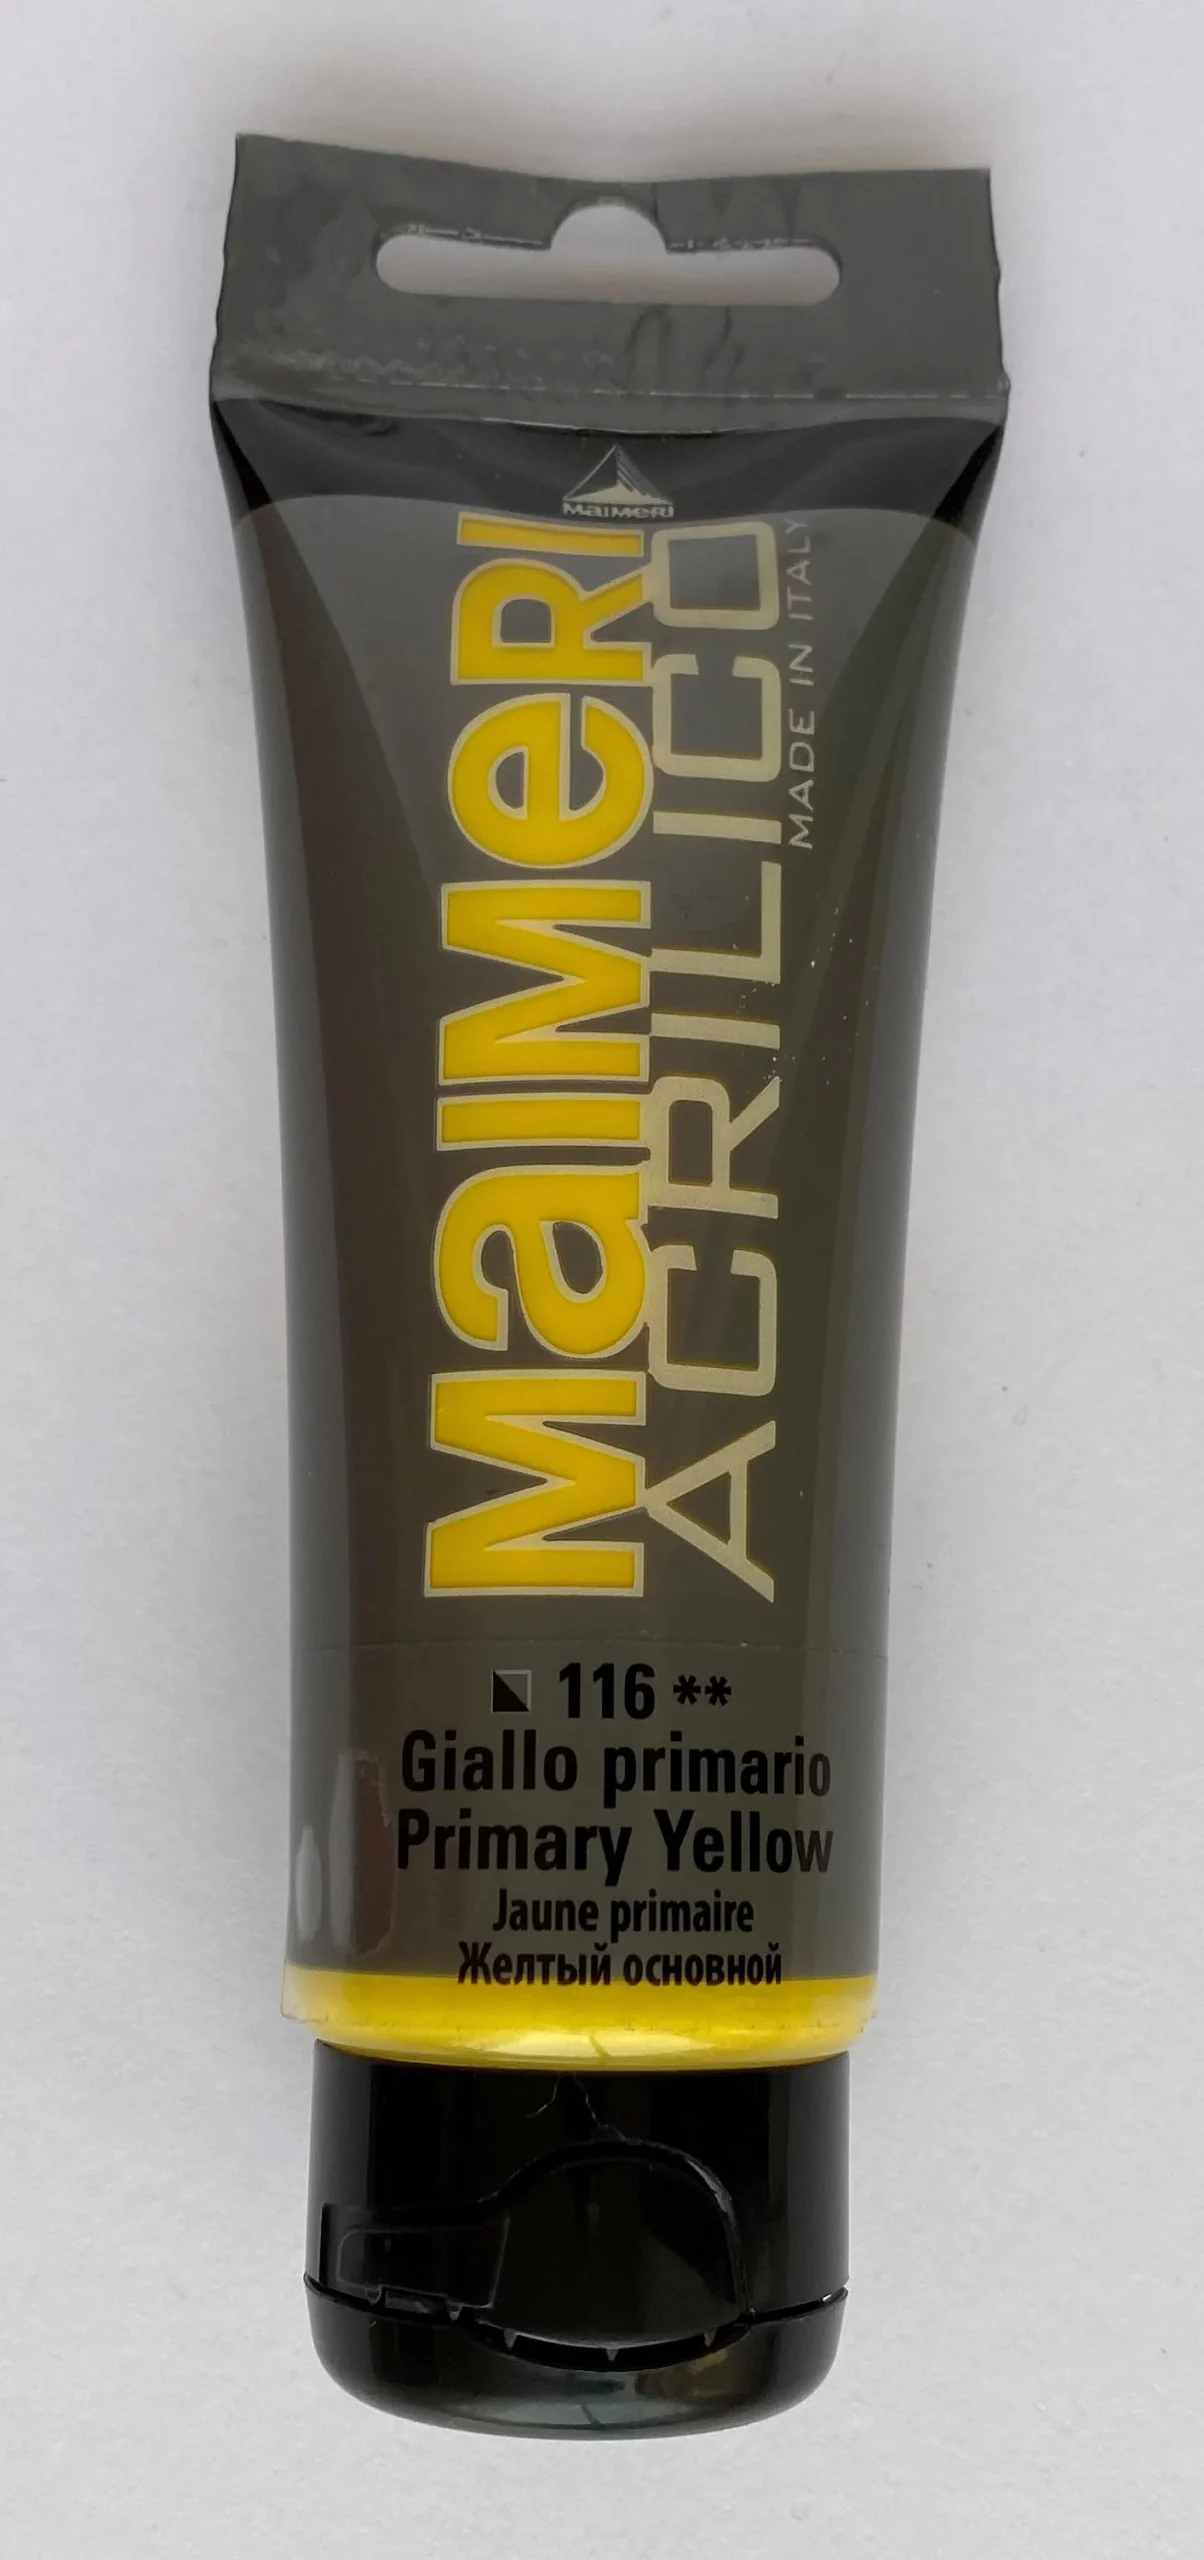 MaIMeRI
MaIMeRI
ACRILICO
MADE IN ITALY
116 **
Giallo primario
Primary Yellow
Jaune primaire
Желтый основной